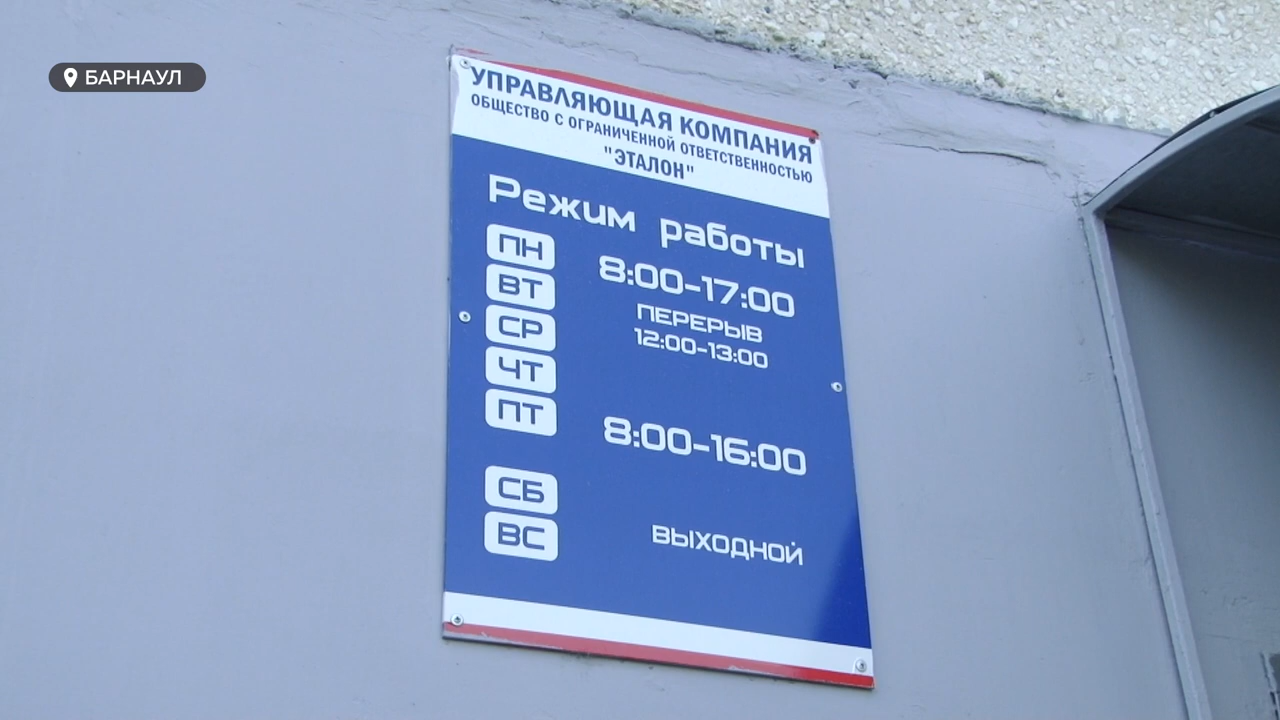 БАРНАУЛ
УПРАВЛЯЮЩАЯ КОМПАНИЯ
ОБЩЕСТВО С ОГРАНИЧЕННОЙ ОТВЕТСТВЕННОСТЬЮ
"ЭТАЛОН"
Режим работы
ПН
8:00-17:00
ВТ
ПЕРЕРЫВ
СР
12:00-13:00
ЧТ
ПТ
8:00-16:00
СБ
ВС
ВЫХОДНОЙ